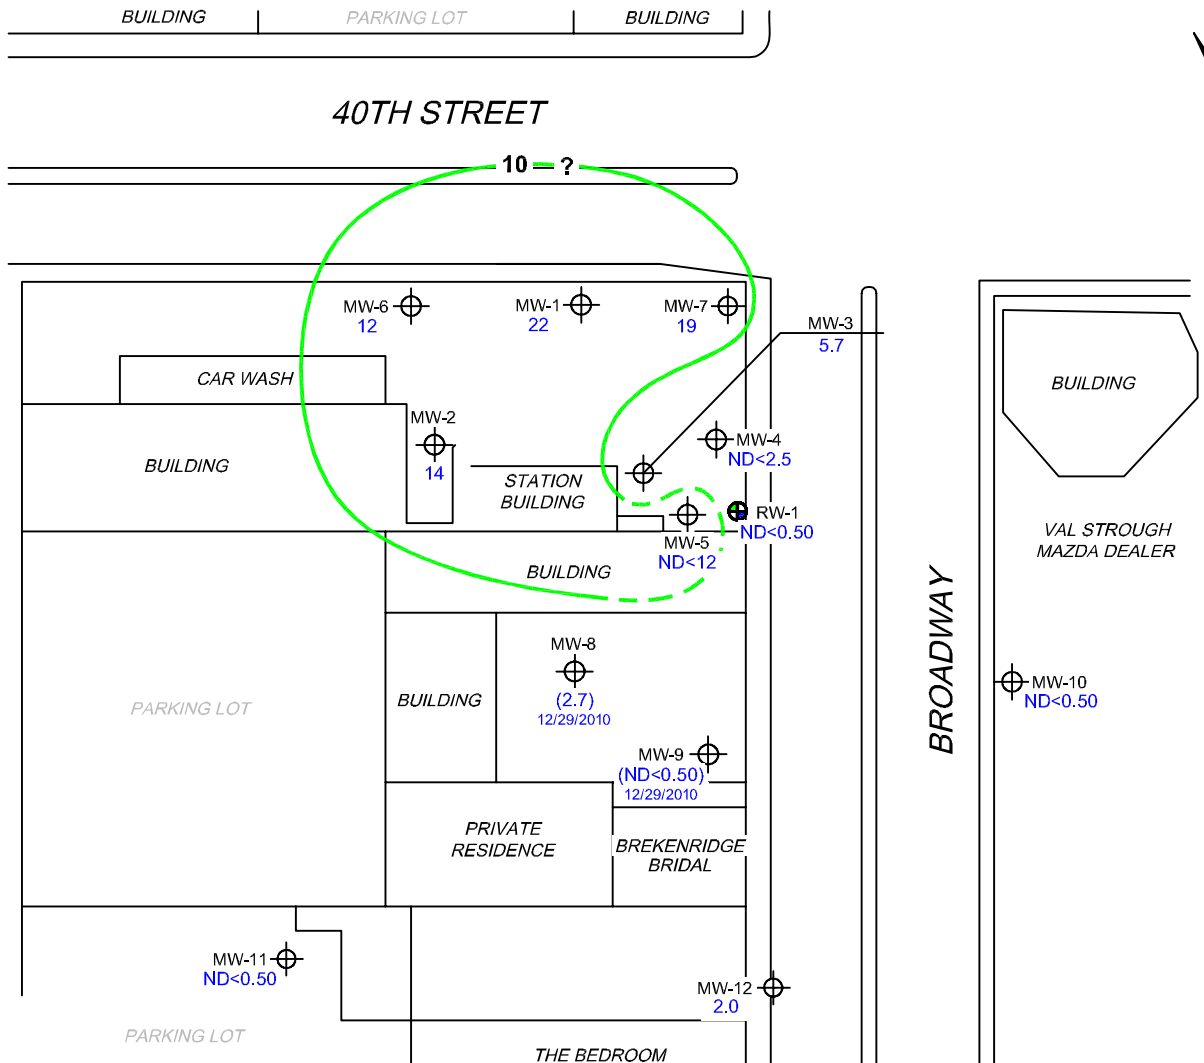 BUILDING
PARKING LOT
BUILDING
40TH STREET
10
?
MW-6
12
MW-1
22
MW-7
19
MW-3
5.7
CAR WASH
BUILDING
MW-2
14
BUILDING
STATION
BUILDING
MW-4
ND<2.5
RW-1
ND<0.50
MW-5
ND<12
BUILDING
VAL STROUGH
MAZDA DEALER
BROADWAY
MW-8
(2.7)
12/29/2010
BUILDING
PARKING LOT
MW-10
ND<0.50
MW-9
(ND<0.50)
12/29/2010
PRIVATE
RESIDENCE
BREKENRIDGE
BRIDAL
MW-11
ND<0.50
MW-12
2.0
PARKING LOT
THE BEDROOM